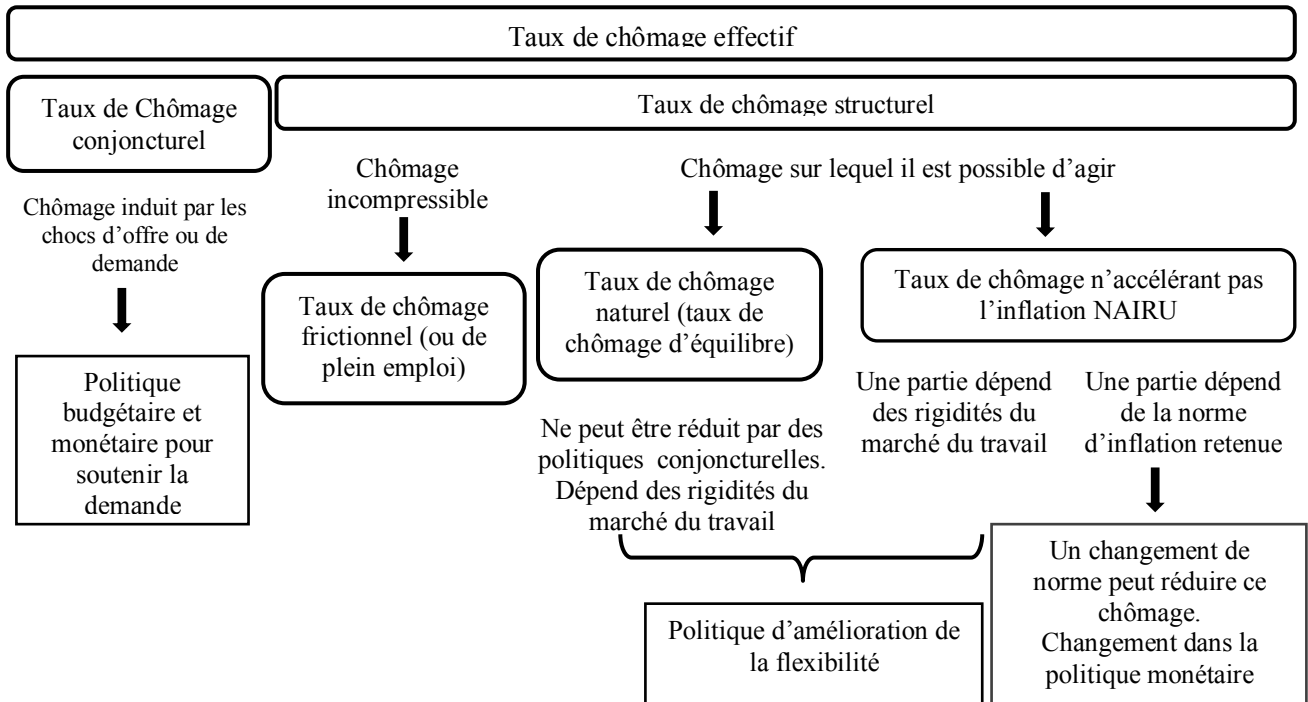 Taux de chômage effectif
Taux de Chômage
conjoncturel
Taux de chômage structurel
Chômage induit par les
chocs d'offre ou de
demande
Chômage
incompressible
Chômage sur lequel il est possible d'agir
Politique
budgétaire et
monétaire pour
soutenir la
demande
Taux de chômage
frictionnel (ou de
plein emploi)
Taux de chômage
naturel (taux de
chômage d'équilibre)
Taux de chômage n'accélérant pas
l'inflation NAIRU
Ne peut être réduit par des
politiques conjoncturelles.
Dépend des rigidités du
marché du travail
Une partie dépend
des rigidités du
marché du travail
Une partie dépend
de la norme
d'inflation retenue
Politique d'amélioration de
la flexibilité
Un changement de
norme peut réduire ce
chômage.
Changement dans la
politique monétaire